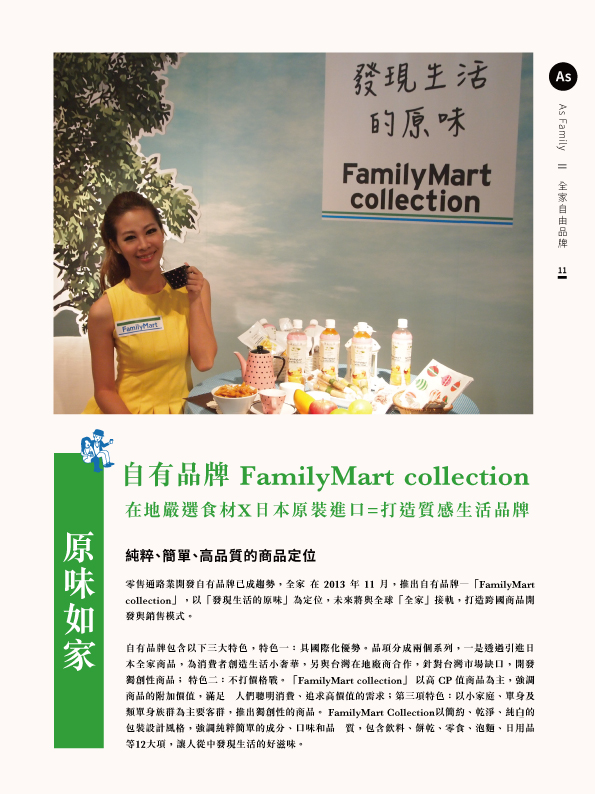 發現生活
的原味
FamilyMart
collection
FamilyMart
As
As Family
全家自由品牌
11
自有品牌 FamilyMart collection
在地嚴選食材X日本原裝進口=打造質感生活品牌
原味如家
純粹、簡單、高品質的商品定位
零售通路業開發自有品牌已成趨勢，全家 在 2013 年 11 月，推出自有品牌—「FamilyMart
collection」，以「發現生活的原味」為定位，未來將與全球「全家」接軌，打造跨國商品開
發與銷售模式。
自有品牌包含以下三大特色，特色一：具國際化優勢。品項分成兩個系列，一是透過引進日
本全家商品，為消費者創造生活小奢華，另與台灣在地廠商合作，針對台灣市場缺口，開發
獨創性商品； 特色二：不打價格戰。「FamilyMart collection」 以高 CP 值商品為主，強調
商品的附加價值，滿足 人們聰明消費、追求高價值的需求；第三項特色：以小家庭、單身及
類單身族群為主要客群，推出獨創性的商品。 FamilyMart Collection以簡約、乾淨、純白的
包裝設計風格，強調純粹簡單的成分、口味和品 質，包含飲料、餅乾、零食、泡麵、日用品
等12大項，讓人從中發現生活的好滋味。